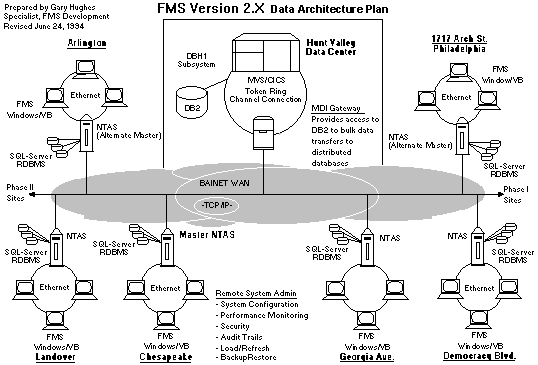 Prepared by Gary Hughes
Specialist, FMS Development
Revised June 24, 1994
FMS Version 2.X Data Architecture Plan
Arlington
Ethernet
FMS
Windows/VB
NTAS
(Alternate Master)
SQL-Server
RDBMS
DBH1
Subsystem
DB2
Hunt Valley
Data Center
MVS/CICS
Token Ring
Channel Connection
MDI Gateway
Provides access to
DB2 to bulk data
transfers to
distributed
databases
1717 Arch St.
Philadelphia
FMS
Window/VB
Ethernet
NTAS
(Alternate Master)
SQL-Server
RDBMS
Phase II
Sites
BAINET WAN
-TCP/IP-
Phase I
Sites
NTAS
SQL-Server
RDBMS
Ethernet
FMS
Windows/VB
Landover
Master NTAS
SQL-Server
RDBMS
Ethernet
FMS
Windows/VB
Chesapeake
Remote System Admin
- System Configuration
- Performance Monitoring
- Security
- Audit Trails
- Load/Refresh
- Backup/Restore
NTAS
SQL-Server
RDBMS
Ethernet
FMS
Windows/VB
Georgia Ave.
NTAS
SQL-Server
RDBMS
Ethernet
FMS
Windows/VB
Democracy Blvd.